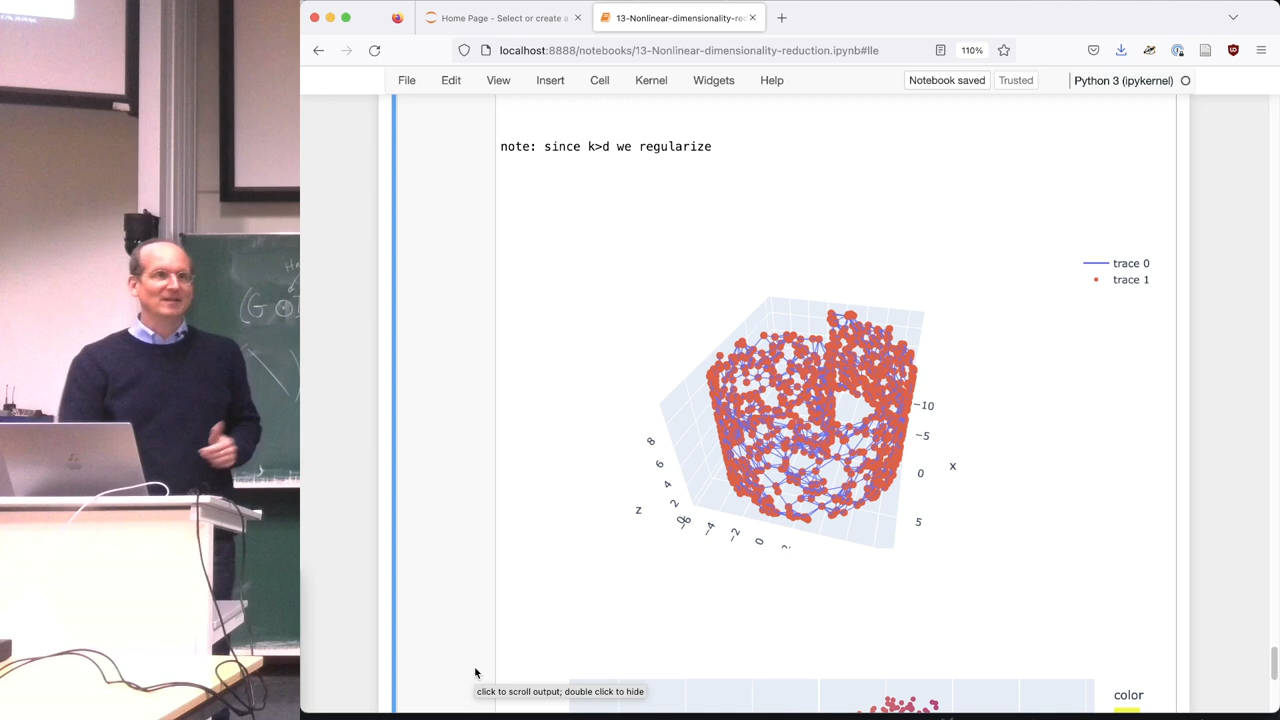 Home Page - Select or create a
13-Nonlinear-dimensionality-re
localhost:8888/notebooks/13-Nonlinear-dimensionality-reduction.ipynb#lle
110%
File Edit View Insert Cell Kernel Widgets Help
Notebook saved
Trusted
Python 3 (ipykernel)
note: since k>d we regularize
trace 0
trace 1
−10
−5
0
5
x
8
6
4
2
0
z
−6
−4
−2
0
click to scroll output; double click to hide
color